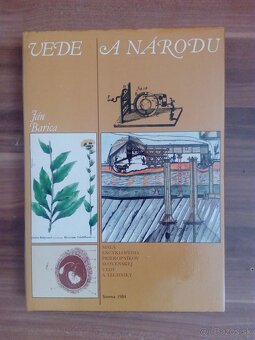 VEDE A NÁRODU
Ján
Barica
MALÁ
ENCYKLOPÉDIA
PRIEKOPNÍKOV
SLOVENSKEJ
VEDY
A TECHNIKY
Smena 1984